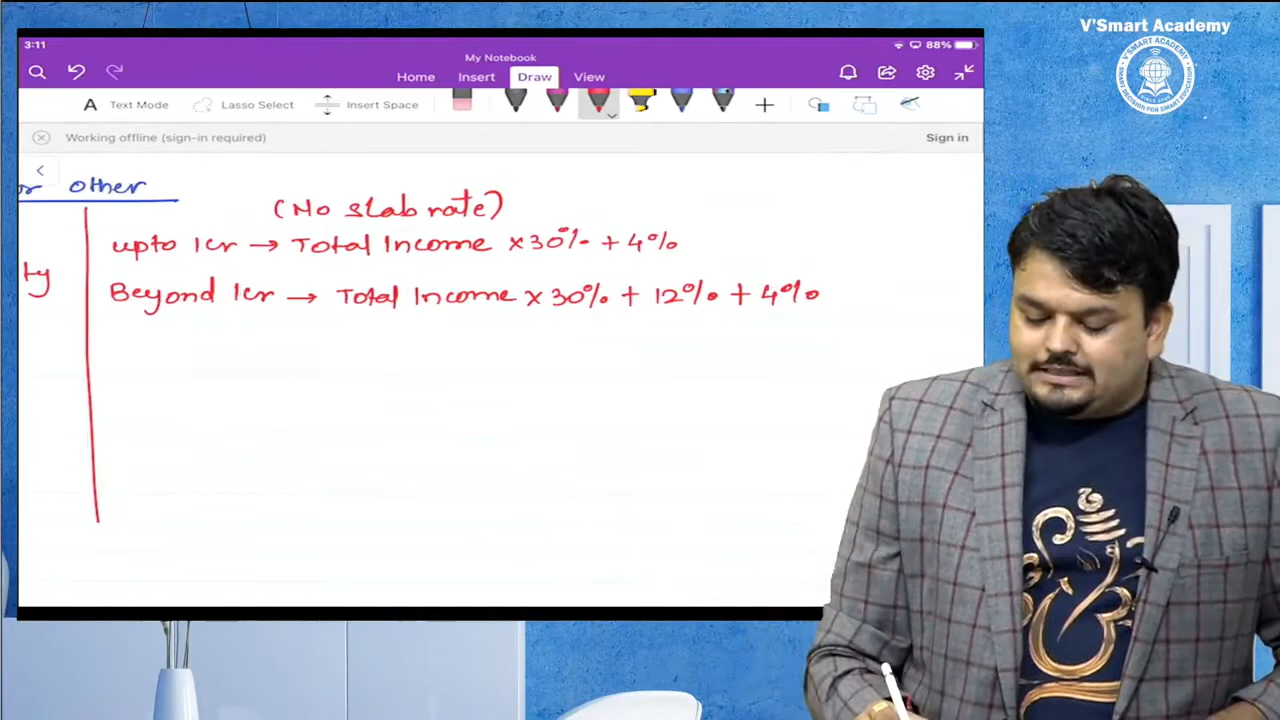 V'Smart Academy
3:11
88%
My Notebook
Home Insert Draw View
A Text Mode Lasso Select Insert Space
Working offline (sign-in required) Sign in
other
(No slab rate)
upto 1cr → Total Income × 30% + 4%
ty
Beyond 1cr → Total Income × 30% + 12% + 4%